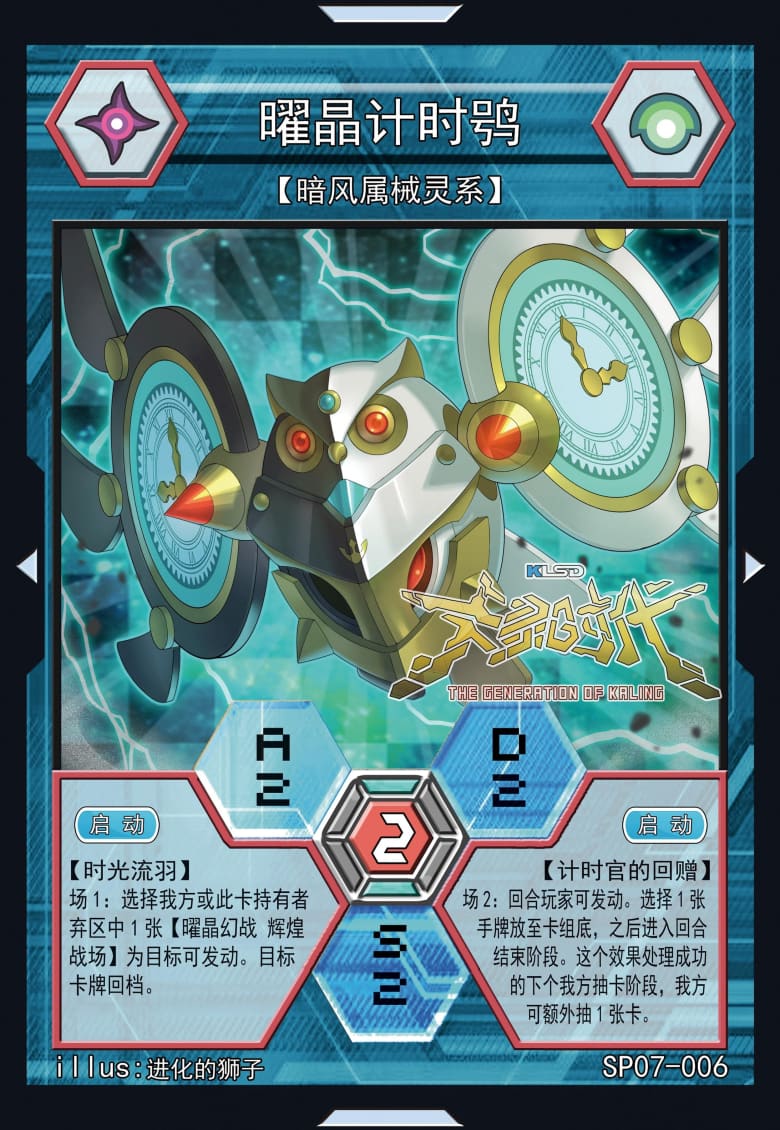 曜晶计时鸮
【暗风属械灵系】
KLSD
卡灵时代
THE GENERATION OF KALING
A
2
D
2
2
S
2
启动
【时光流羽】
场1：选择我方或此卡持有者
弃区中1张【曜晶幻战 辉煌
战场】为目标可发动。目标
卡牌回档。
启动
【计时官的回赠】
场2：回合玩家可发动。选择1张
手牌放至卡组底，之后进入回合
结束阶段。这个效果处理成功
的下个我方抽卡阶段，我方
可额外抽1张卡。
illus:进化的狮子
SP07-006